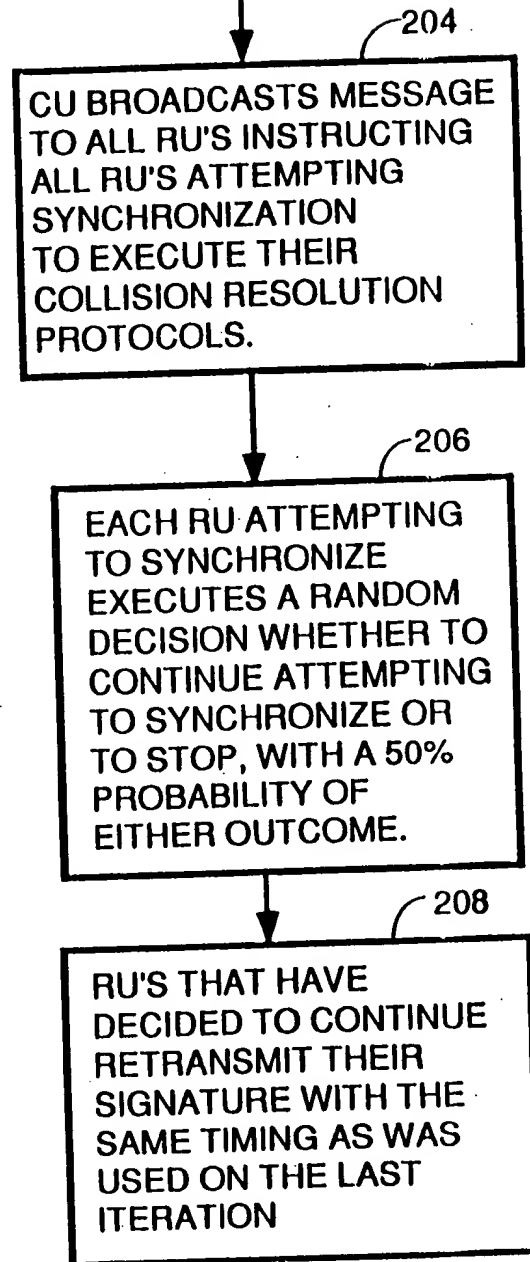 204
CU BROADCASTS MESSAGE
TO ALL RU'S INSTRUCTING
ALL RU'S ATTEMPTING
SYNCHRONIZATION
TO EXECUTE THEIR
COLLISION RESOLUTION
PROTOCOLS.
206
EACH RU ATTEMPTING
TO SYNCHRONIZE
EXECUTES A RANDOM
DECISION WHETHER TO
CONTINUE ATTEMPTING
TO SYNCHRONIZE OR
TO STOP, WITH A 50%
PROBABILITY OF
EITHER OUTCOME.
208
RU'S THAT HAVE
DECIDED TO CONTINUE
RETRANSMIT THEIR
SIGNATURE WITH THE
SAME TIMING AS WAS
USED ON THE LAST
ITERATION